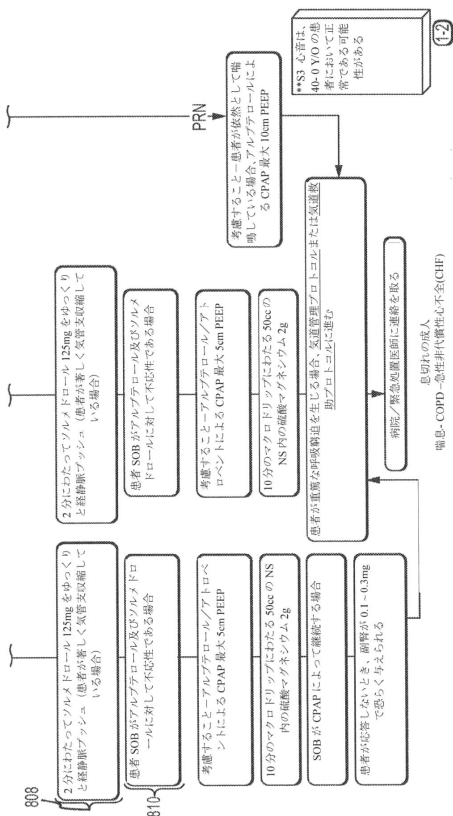 808
2分にわたってソルメドロール125mgをゆっくり
と経静脈プッシュ（患者が著しく気管支収縮して
いる場合）
810
患者SOBがアルブテロール及びソルメドロ
ールに対して不応性である場合
考慮すること－アルブテロール/アトロベ
ントによるCPAP最大5cm PEEP
10分のマクロドリップにわたる50ccのNS
内の硫酸マグネシウム2g
SOBがCPAPによって継続する場合
患者が応答しないとき、副腎が0.1～0.3mg
で恐らく与えられる
2分にわたってソルメドロール125mgをゆっくり
と経静脈プッシュ（患者が著しく気管支収縮して
いる場合）
患者SOBがアルブテロール及びソルメ
ドロールに対して不応性である場合
考慮すること－アルブテロール/アト
ロベントによるCPAP最大5cm PEEP
10分のマクロドリップにわたる50ccの
NS内の硫酸マグネシウム2g
PRN
考慮すること－患者が依然として喘
鳴している場合、アルブテロールによ
るCPAP最大10cm PEEP
患者が重篤な呼吸窮迫を生じる場合、気道管理プロトコルまたは気道救
助プロトコルに進む
病院／緊急処置医師に連絡を取る
**S3 心音は、
40-0 Y/Oの患
者において正
常である可能
性がある
息切れの成人
喘息- COPD –急性非代償性心不全(CHF)
1-2